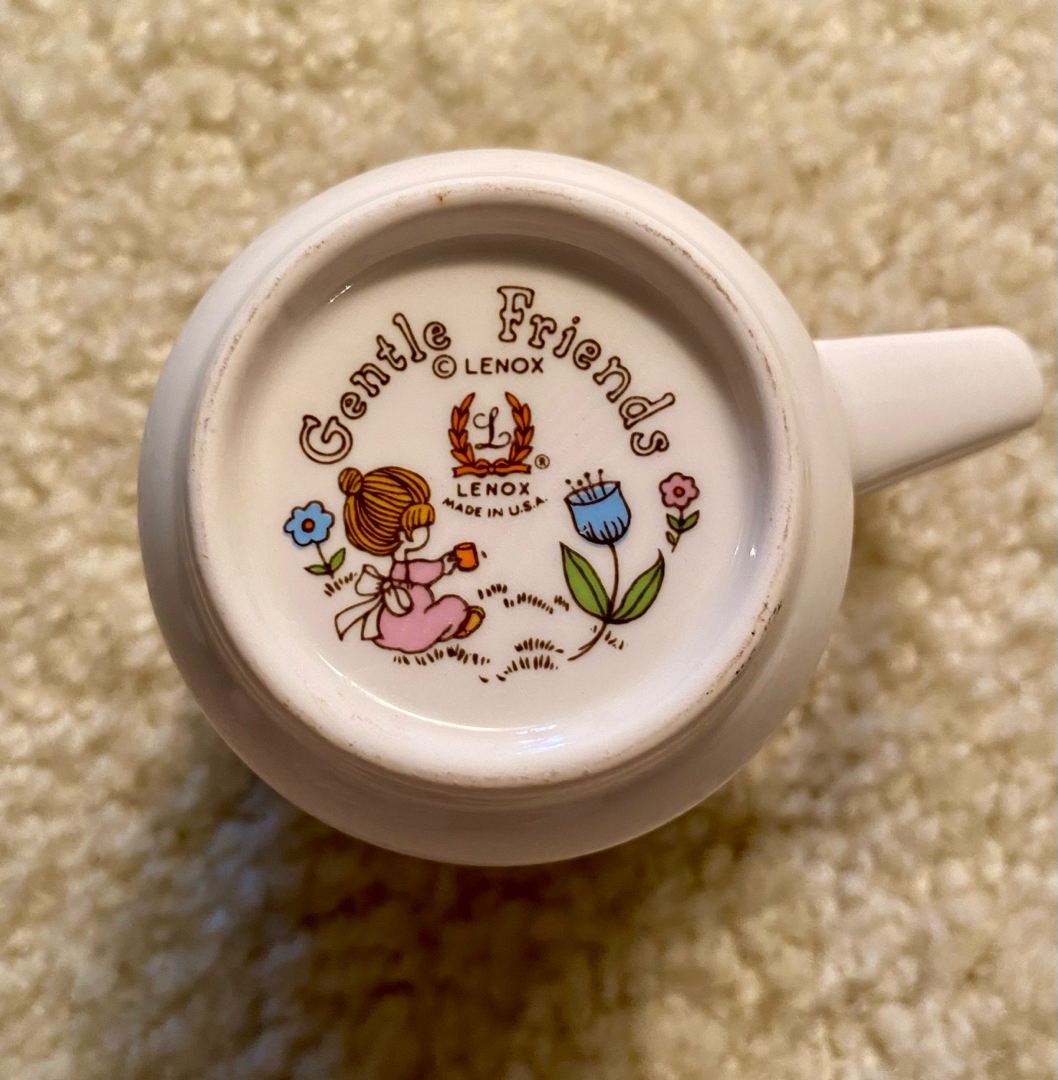 Gentle Friends
© LENOX
L
®
LENOX
MADE IN U.S.A.